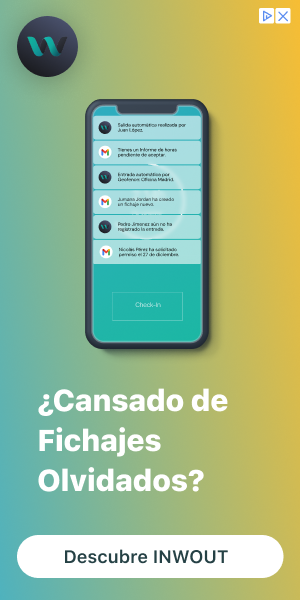 Salida automática realizada por
Juan López.
Tienes un Informe de horas
pendiente de aceptar.
Entrada automática por
Geofence Oficina Madrid.
Jordan ha creado
un fichaje nuevo.
Pedro Jimenez aún no ha
registrado la entrada.
Nicolás Pérez ha solicitado
permiso el 27 de diciembre.
Check-in
¿Cansado de
Fichajes
Olvidados?
Descubre INWOUT